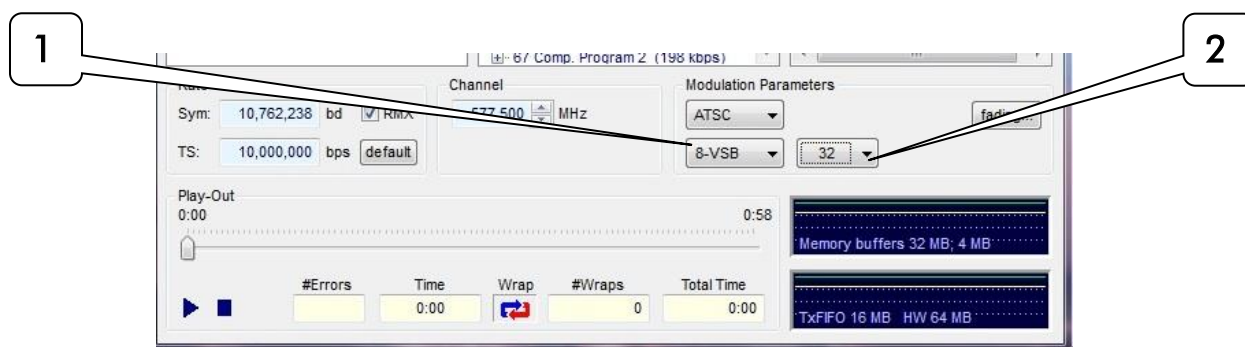 1
2
67 Comp. Program 2 (198 kbps)
Rate
Channel
Modulation Parameters
Sym: 10,762,238 bd RMX
577.500 MHz
ATSC
fading...
TS: 10,000,000 bps default
8-VSB
32
Play-Out
0:00
0:58
Memory buffers 32 MB; 4 MB
#Errors Time Wrap #Wraps Total Time
0:00 0 0:00
TxFIFO 16 MB HW 64 MB